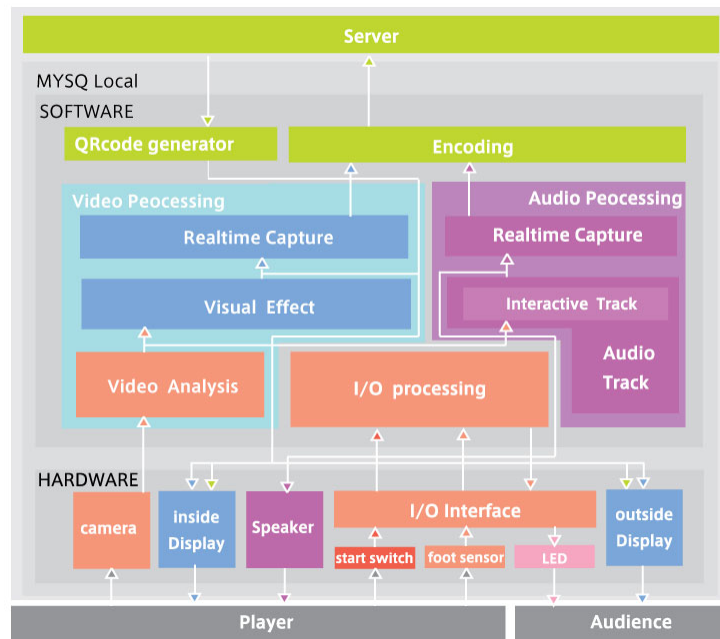 Server
MYSQ Local
SOFTWARE
QRcode generator
Encoding
Video Peocessing
Audio Peocessing
Realtime Capture
Realtime Capture
Visual Effect
Interactive Track
Video Analysis
I/O processing
Audio
Track
HARDWARE
camera
inside
Display
Speaker
I/O Interface
outside
Display
start switch
foot sensor
LED
Player
Audience